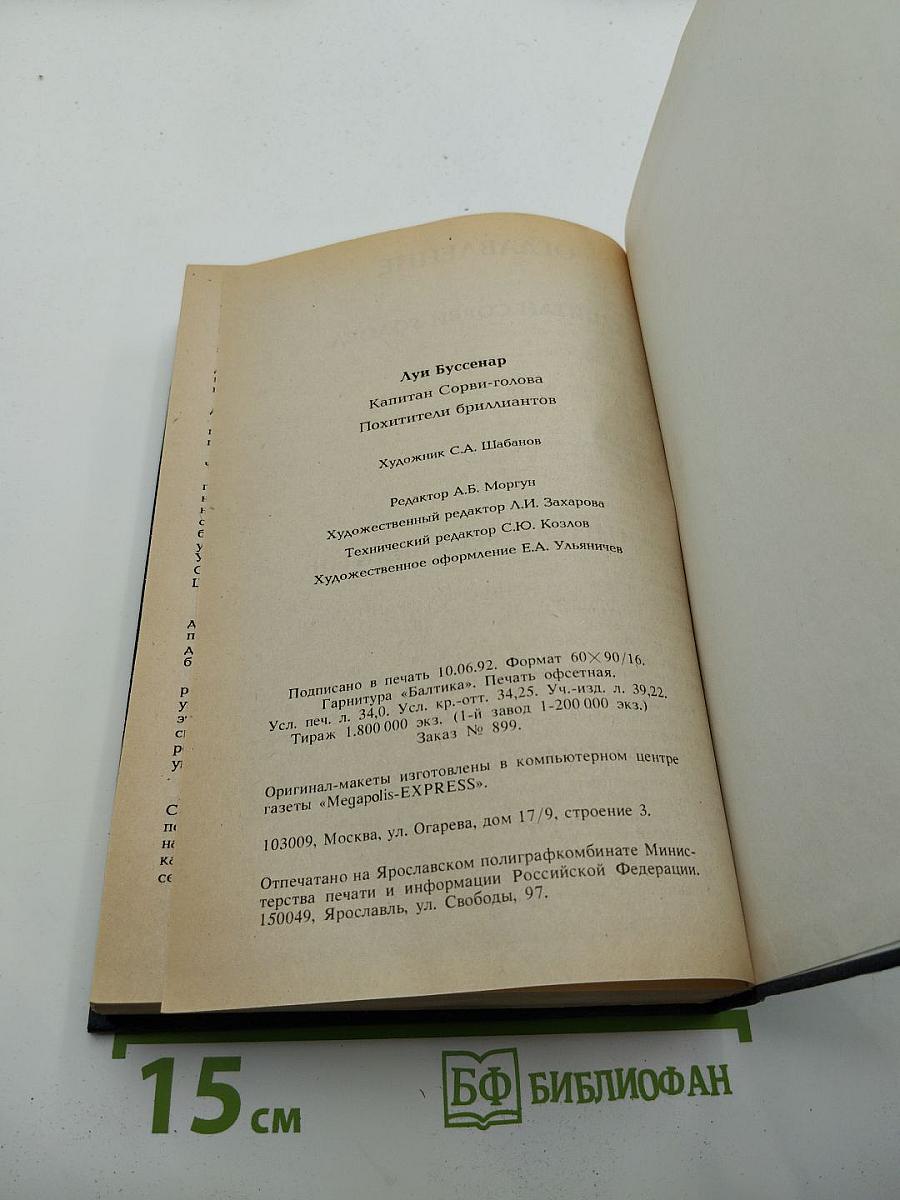 Луи Буссенар
Капитан Сорви-голова
Похитители бриллиантов
Художник С.А. Шабанов
Редактор А.Б. Моргун
Художественный редактор Л.И. Захарова
Технический редактор С.Ю. Козлов
Художественное оформление Е.А. Ульяничев
Подписано в печать 10.06.92. Формат 60×90/16.
Гарнитура «Балтика». Печать офсетная.
Усл. печ. л. 34,0. Усл. кр.-отт. 34,25. Уч.-изд. л. 39,22.
Тираж 1.800 000 экз. (1-й завод 1-200 000 экз.)
Заказ № 899.
Оригинал-макеты изготовлены в компьютерном центре
газеты «Megapolis-EXPRESS».
103009, Москва, ул. Огарева, дом 17/9, строение 3.
Отпечатано на Ярославском полиграфкомбинате Минис-
терства печати и информации Российской Федерации.
150049, Ярославль, ул. Свободы, 97.
15 см
БФ БИБЛИОФАН